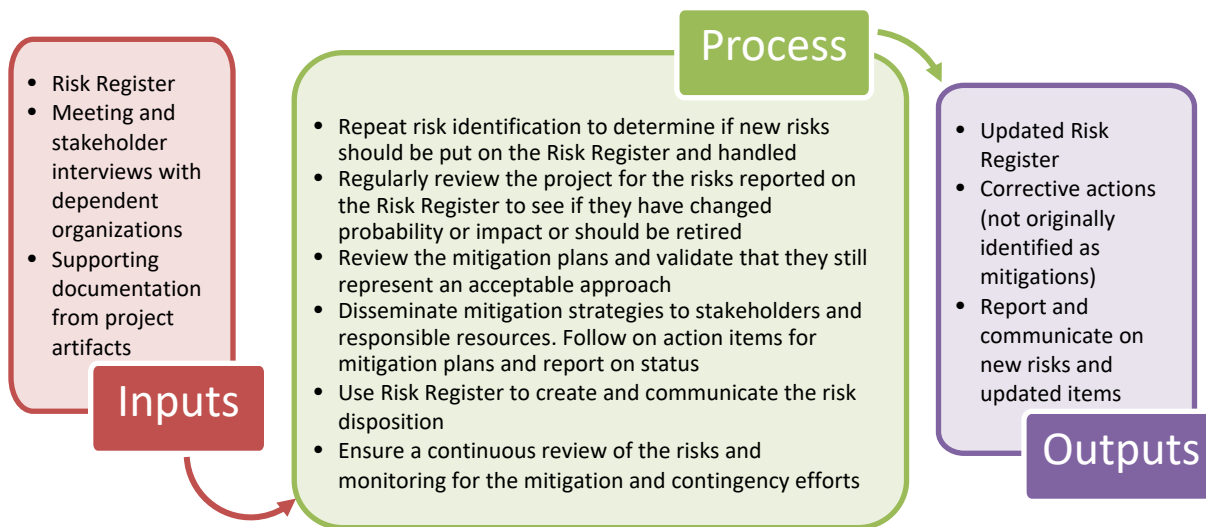 • Risk Register
• Meeting and
stakeholder
interviews with
dependent
organizations
• Supporting
documentation
from project
artifacts
Inputs
Process
• Repeat risk identification to determine if new risks
should be put on the Risk Register and handled
• Regularly review the project for the risks reported on
the Risk Register to see if they have changed
probability or impact or should be retired
• Review the mitigation plans and validate that they still
represent an acceptable approach
• Disseminate mitigation strategies to stakeholders and
responsible resources. Follow on action items for
mitigation plans and report on status
• Use Risk Register to create and communicate the risk
disposition
• Ensure a continuous review of the risks and
monitoring for the mitigation and contingency efforts
• Updated Risk
Register
• Corrective actions
(not originally
identified as
mitigations)
• Report and
communicate on
new risks and
updated items
Outputs